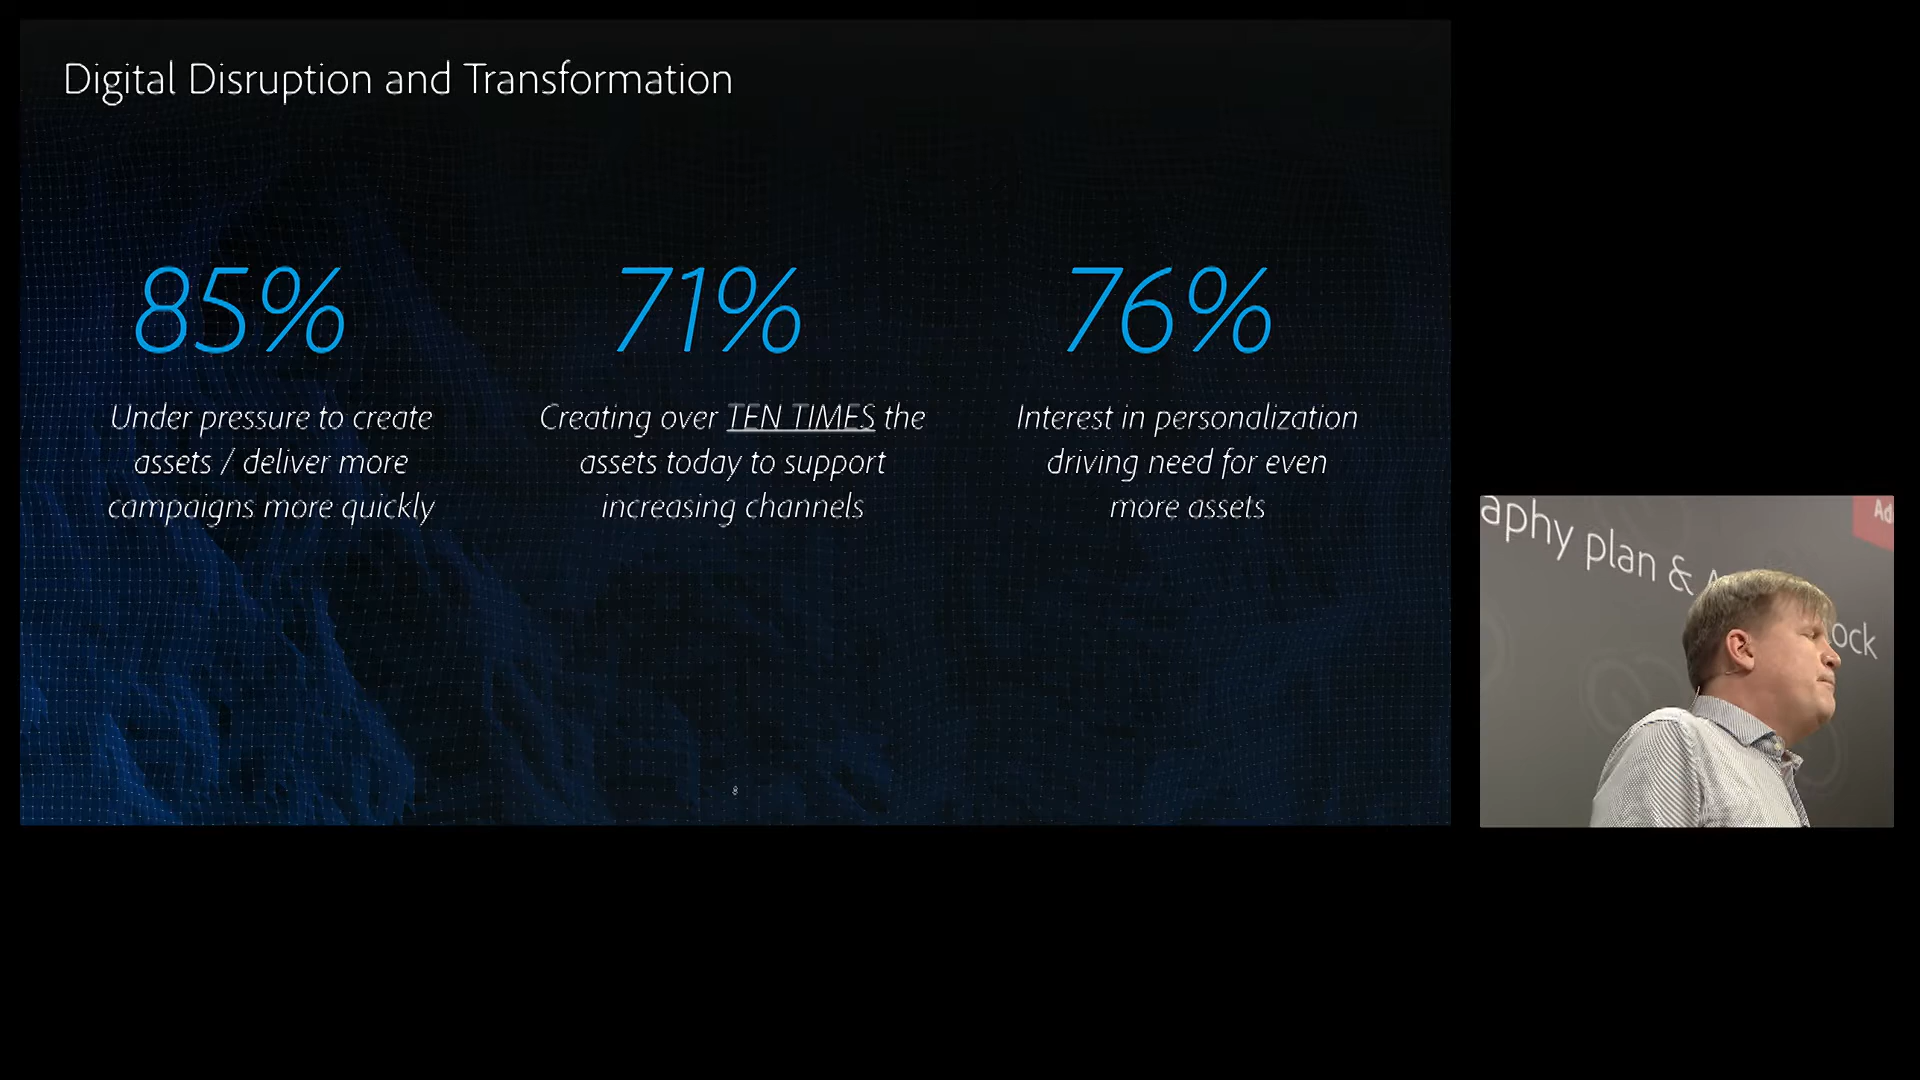 Digital Disruption and Transformation
85%
71%
76%
Under pressure to create
assets / deliver more
campaigns more quickly
Creating over TEN TIMES the
assets today to support
increasing channels
Interest in personalization
driving need for even
more assets
8
aphy plan & A
ock
Ad